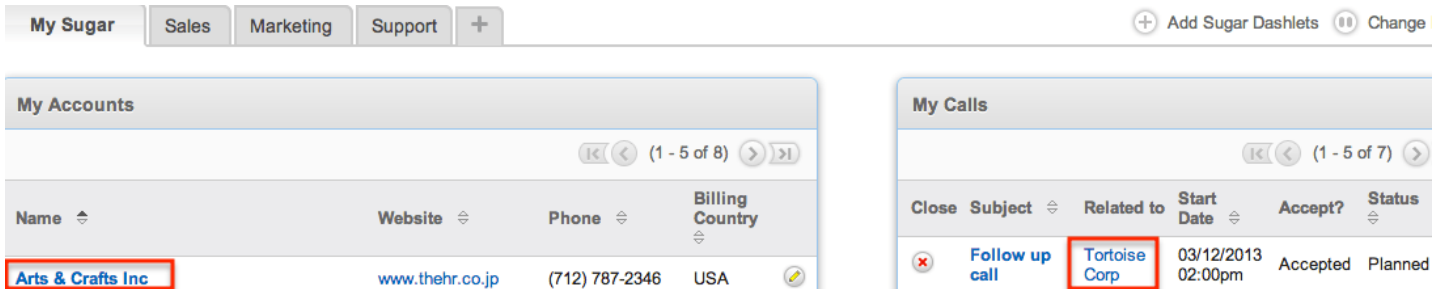 My Sugar Sales Marketing Support + Add Sugar Dashlets Change
My Accounts
(1 - 5 of 8)
Name Website Phone Billing Country
Arts & Crafts Inc www.thehr.co.jp (712) 787-2346 USA
My Calls
(1 - 5 of 7)
Close Subject Related to Start Date Accept? Status
Follow up call Tortoise Corp 03/12/2013 02:00pm Accepted Planned